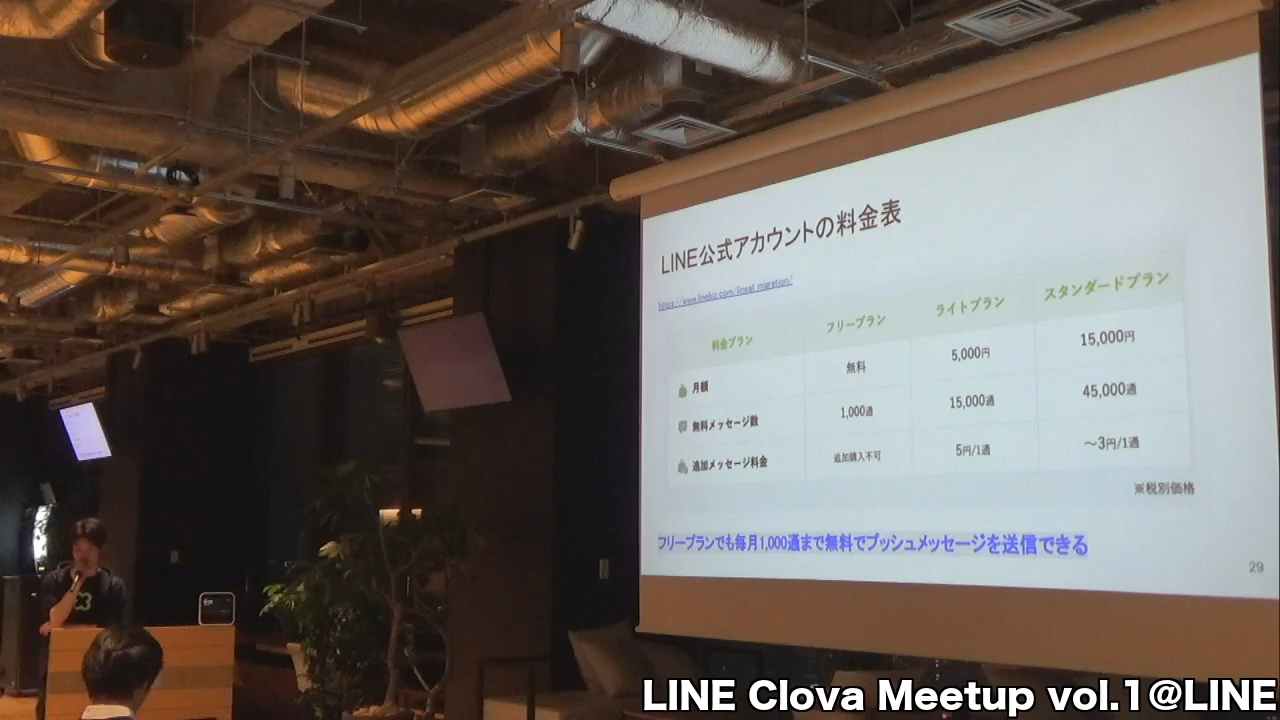 LINE公式アカウントの料金表
https://www.linebiz.com/lineat_migration/
料金プラン フリープラン ライトプラン スタンダードプラン
月額 無料 5,000円 15,000円
無料メッセージ数 1,000通 15,000通 45,000通
追加メッセージ料金 追加購入不可 5円/1通 ～3円/1通
※税別価格
フリープランでも毎月1,000通まで無料でプッシュメッセージを送信できる
29
LINE Clova Meetup vol.1@LINE